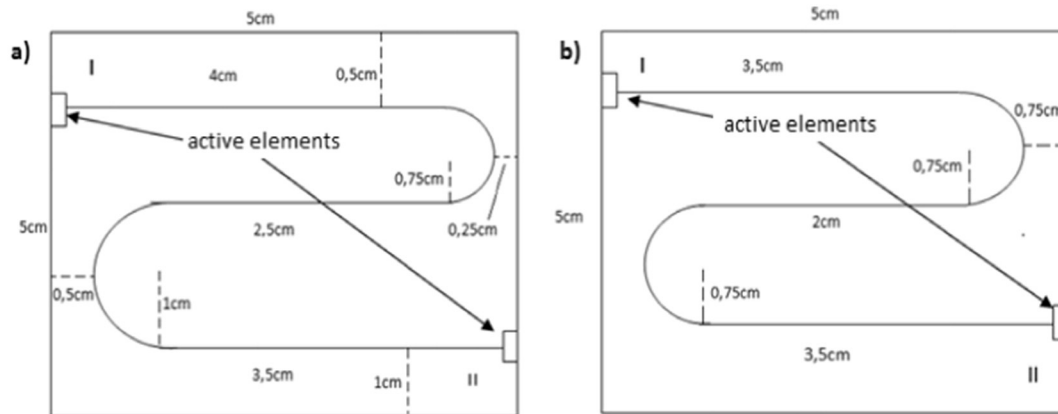 a)
5cm
I
4cm
0,5cm
active elements
0,75cm
5cm
2,5cm
0,25cm
0,5cm
1cm
3,5cm
1cm
II
b)
5cm
I
3,5cm
0,75cm
active elements
0,75cm
5cm
2cm
0,75cm
3,5cm
II